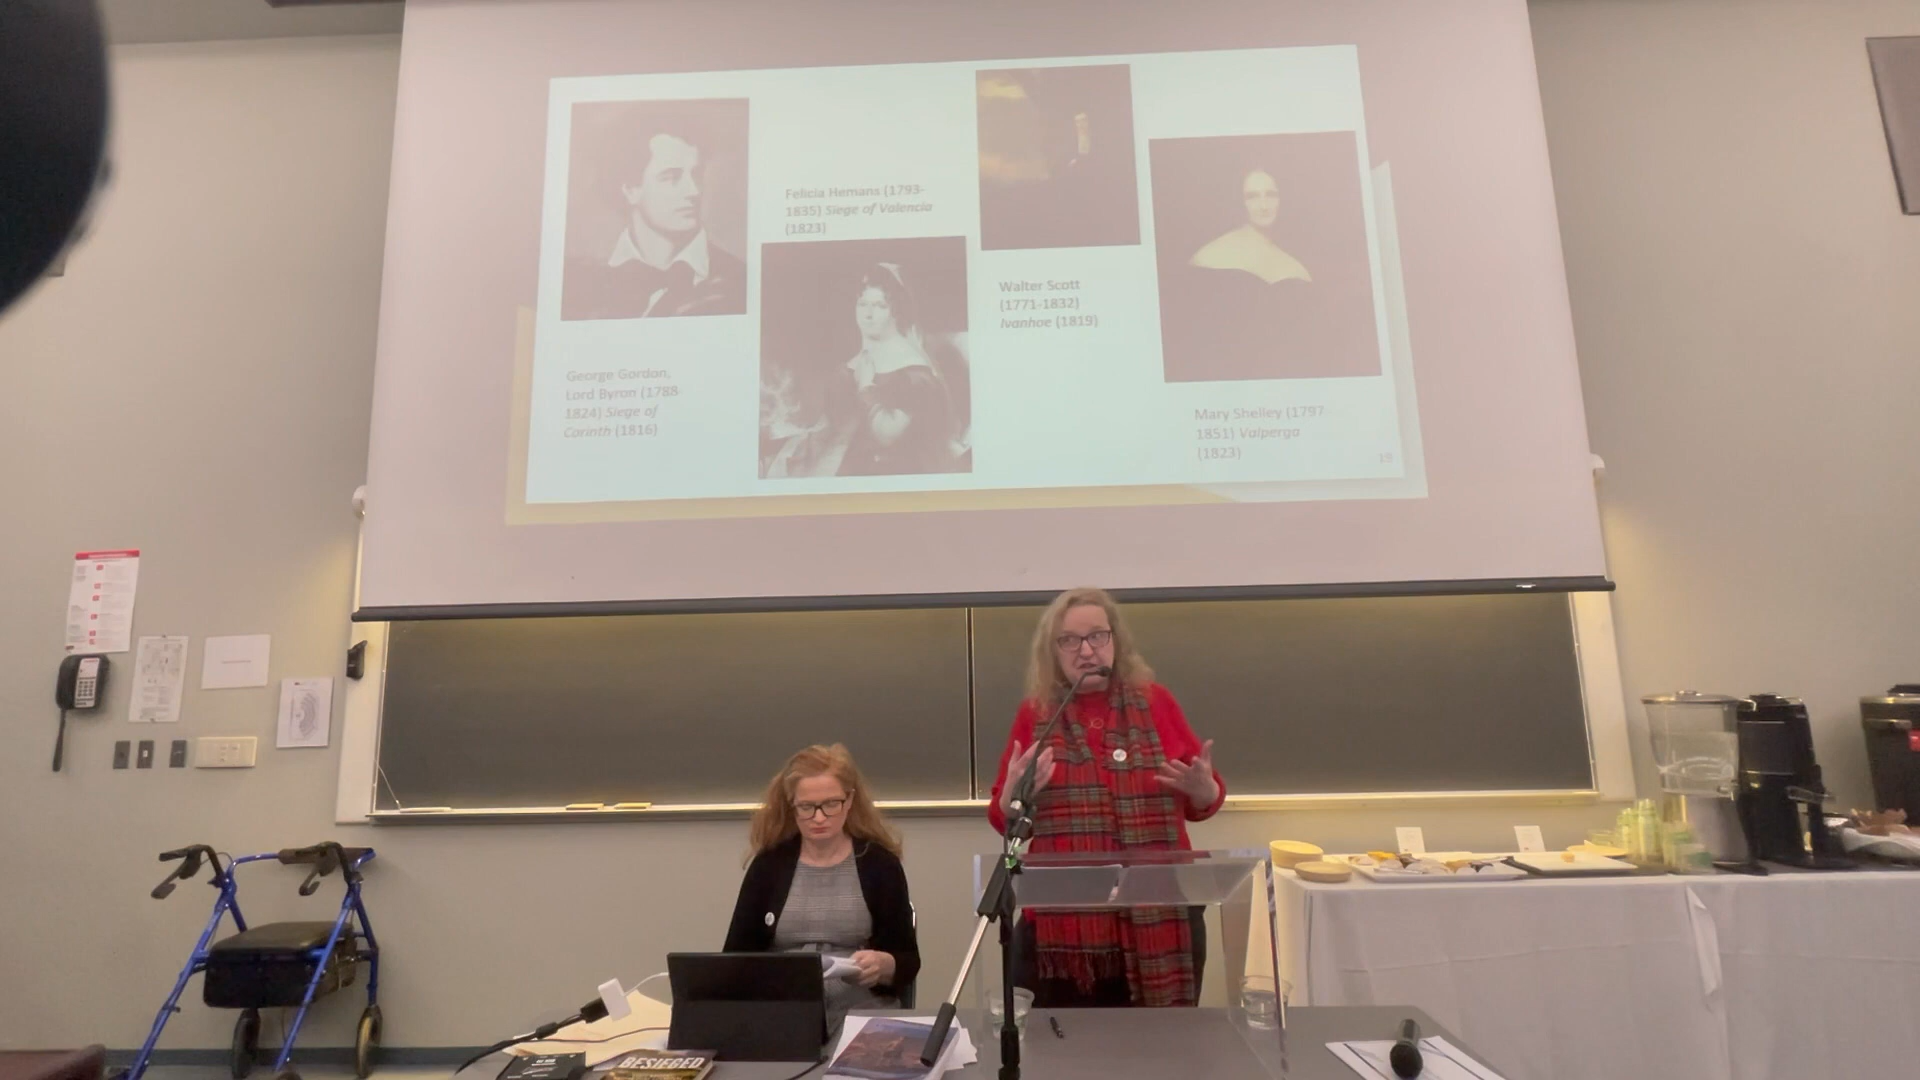 George Gordon,
Lord Byron (1788-
1824) Siege of
Corinth (1816)
Felicia Hemans (1793-
1835) Siege of Valencia
(1823)
Walter Scott
(1771-1832)
Ivanhoe (1819)
Mary Shelley (1797-
1851) Valperga
(1823)
BESIEGED